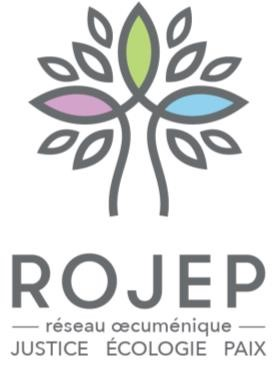 ROJEP
réseau œcuménique
JUSTICE ÉCOLOGIE PAIX